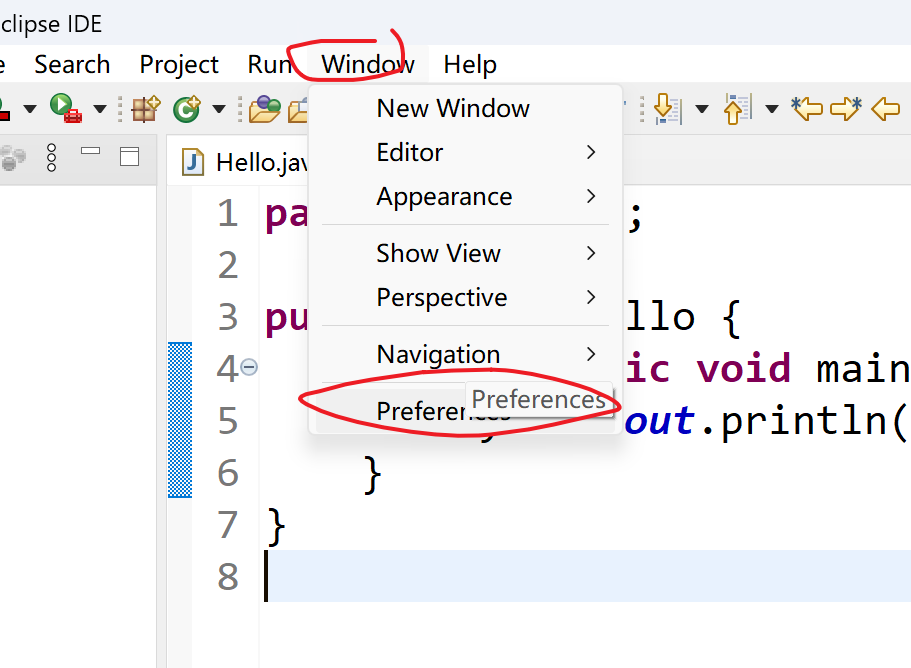 clipse IDE
e Search Project Run Window Help
New Window
Editor
Appearance
Show View
Perspective
Navigation
Preferences
Preferences
Hello.jav
1 pa ;
2
3 pu llo {
4 ic void main
5 out.println(
6 }
7 }
8